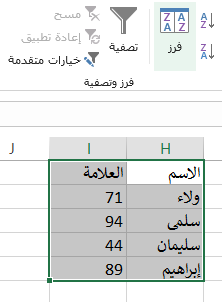 مسح
إعادة تطبيق
خيارات متقدمة
تصفية
فرز
فرز وتصفية
J I H
العلامة الاسم
71 ولاء
94 سلمى
44 سليمان
89 إبراهيم